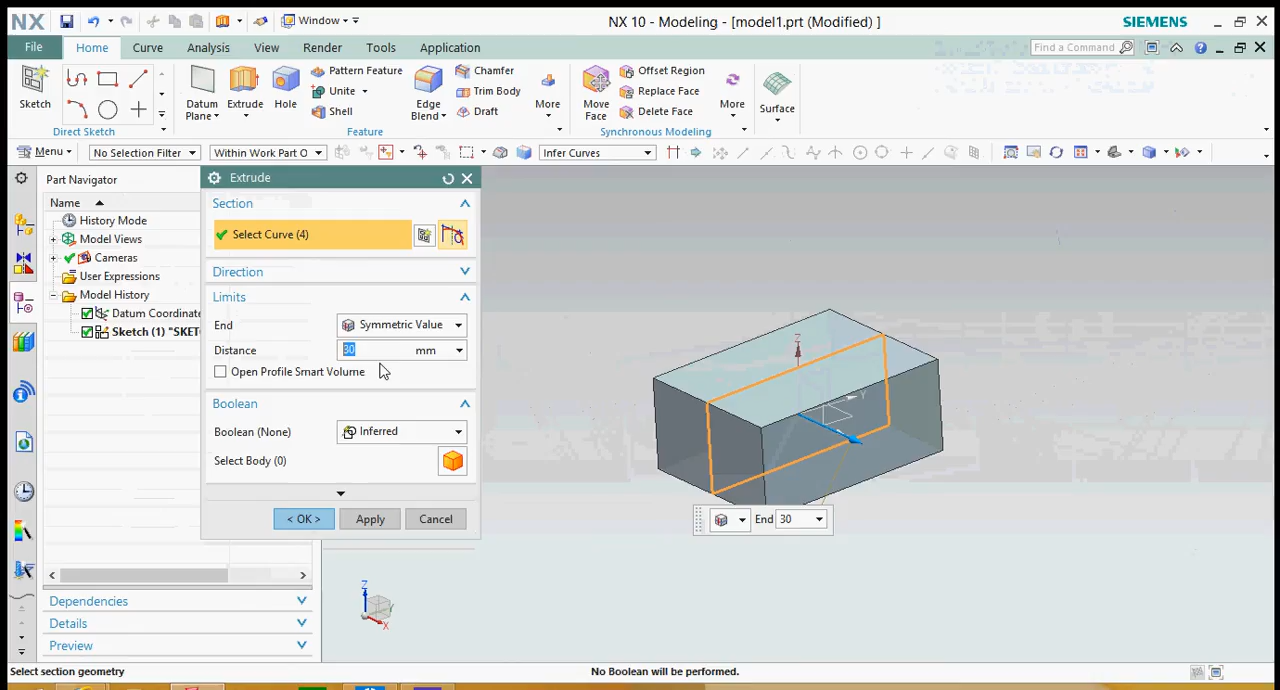 NX Window NX 10 - Modeling - [model1.prt (Modified) ] SIEMENS
File Home Curve Analysis View Render Tools Application Find a Command
Sketch
Direct Sketch
Datum Plane
Extrude
Hole
Pattern Feature
Unite
Shell
Edge Blend
Chamfer
Trim Body
Draft
More
Feature
Move Face
Offset Region
Replace Face
Delete Face
More
Synchronous Modeling
Surface
Menu No Selection Filter Within Work Part O Infer Curves
Part Navigator
Name
History Mode
Model Views
Cameras
User Expressions
Model History
Datum Coordinate
Sketch (1) "SKET
Dependencies
Details
Preview
Extrude
Section
Select Curve (4)
Direction
Limits
End Symmetric Value
Distance 30 mm
Open Profile Smart Volume
Boolean
Boolean (None) Inferred
Select Body (0)
< OK > Apply Cancel
Z
Y
End 30
Z
X
Select section geometry No Boolean will be performed.